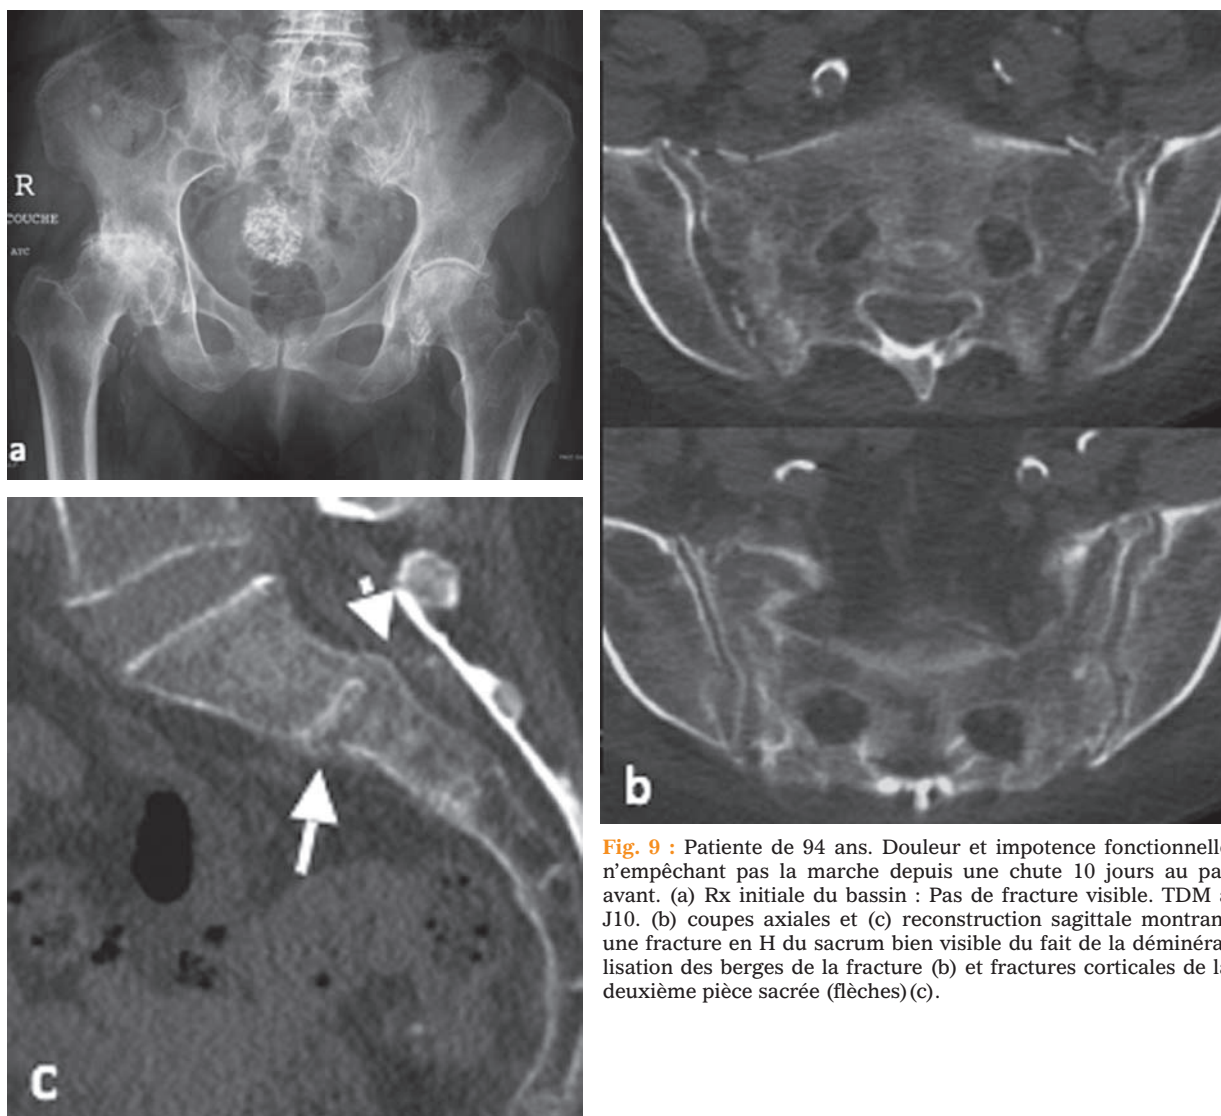 R
COUCHE
ATC
a
b
c
Fig. 9 : Patiente de 94 ans. Douleur et impotence fonctionnelle
n'empêchant pas la marche depuis une chute 10 jours au pa
avant. (a) Rx initiale du bassin : Pas de fracture visible. TDM à
J10. (b) coupes axiales et (c) reconstruction sagittale montran
une fracture en H du sacrum bien visible du fait de la déminéra
lisation des berges de la fracture (b) et fractures corticales de la
deuxième pièce sacrée (flèches)(c).